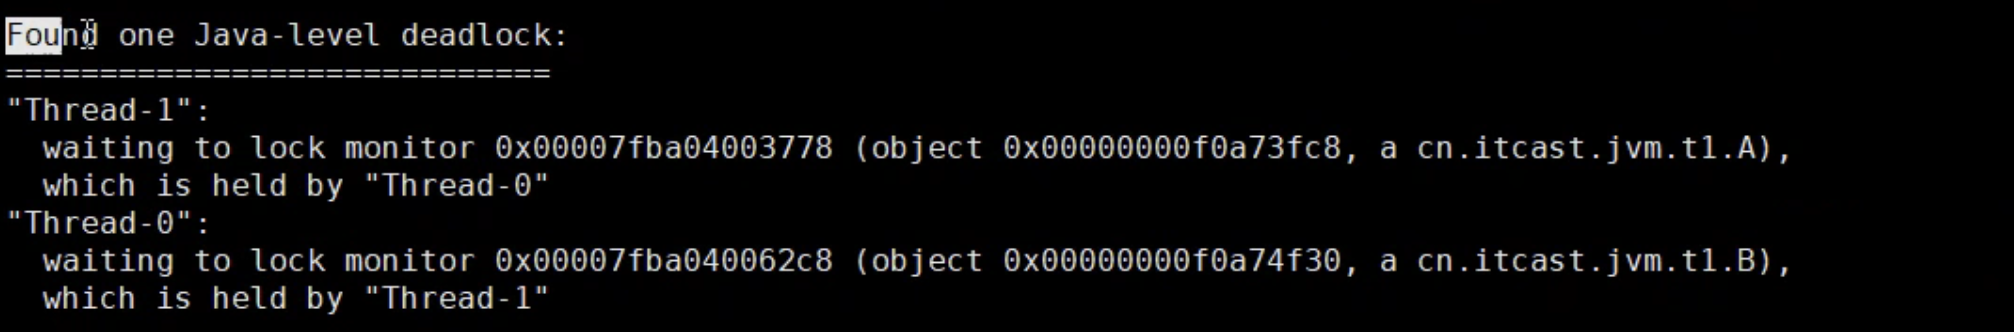 Found one Java-level deadlock:
=============================
"Thread-1":
  waiting to lock monitor 0x00007fba04003778 (object 0x00000000f0a73fc8, a cn.itcast.jvm.t1.A),
  which is held by "Thread-0"
"Thread-0":
  waiting to lock monitor 0x00007fba040062c8 (object 0x00000000f0a74f30, a cn.itcast.jvm.t1.B),
  which is held by "Thread-1"